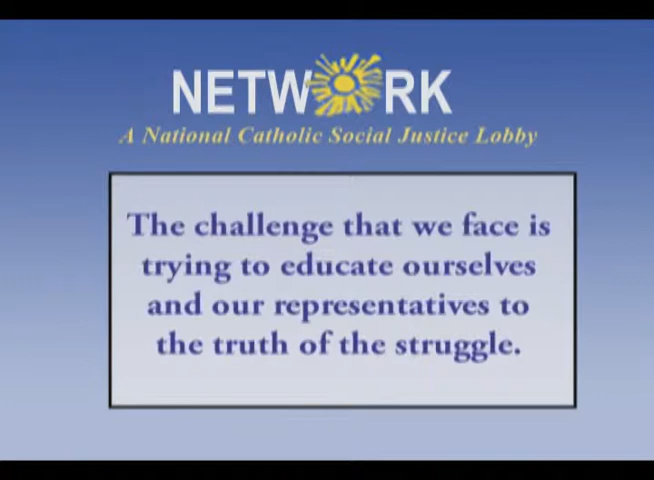 NETWORK
A National Catholic Social Justice Lobby
The challenge that we face is
trying to educate ourselves
and our representatives to
the truth of the struggle.